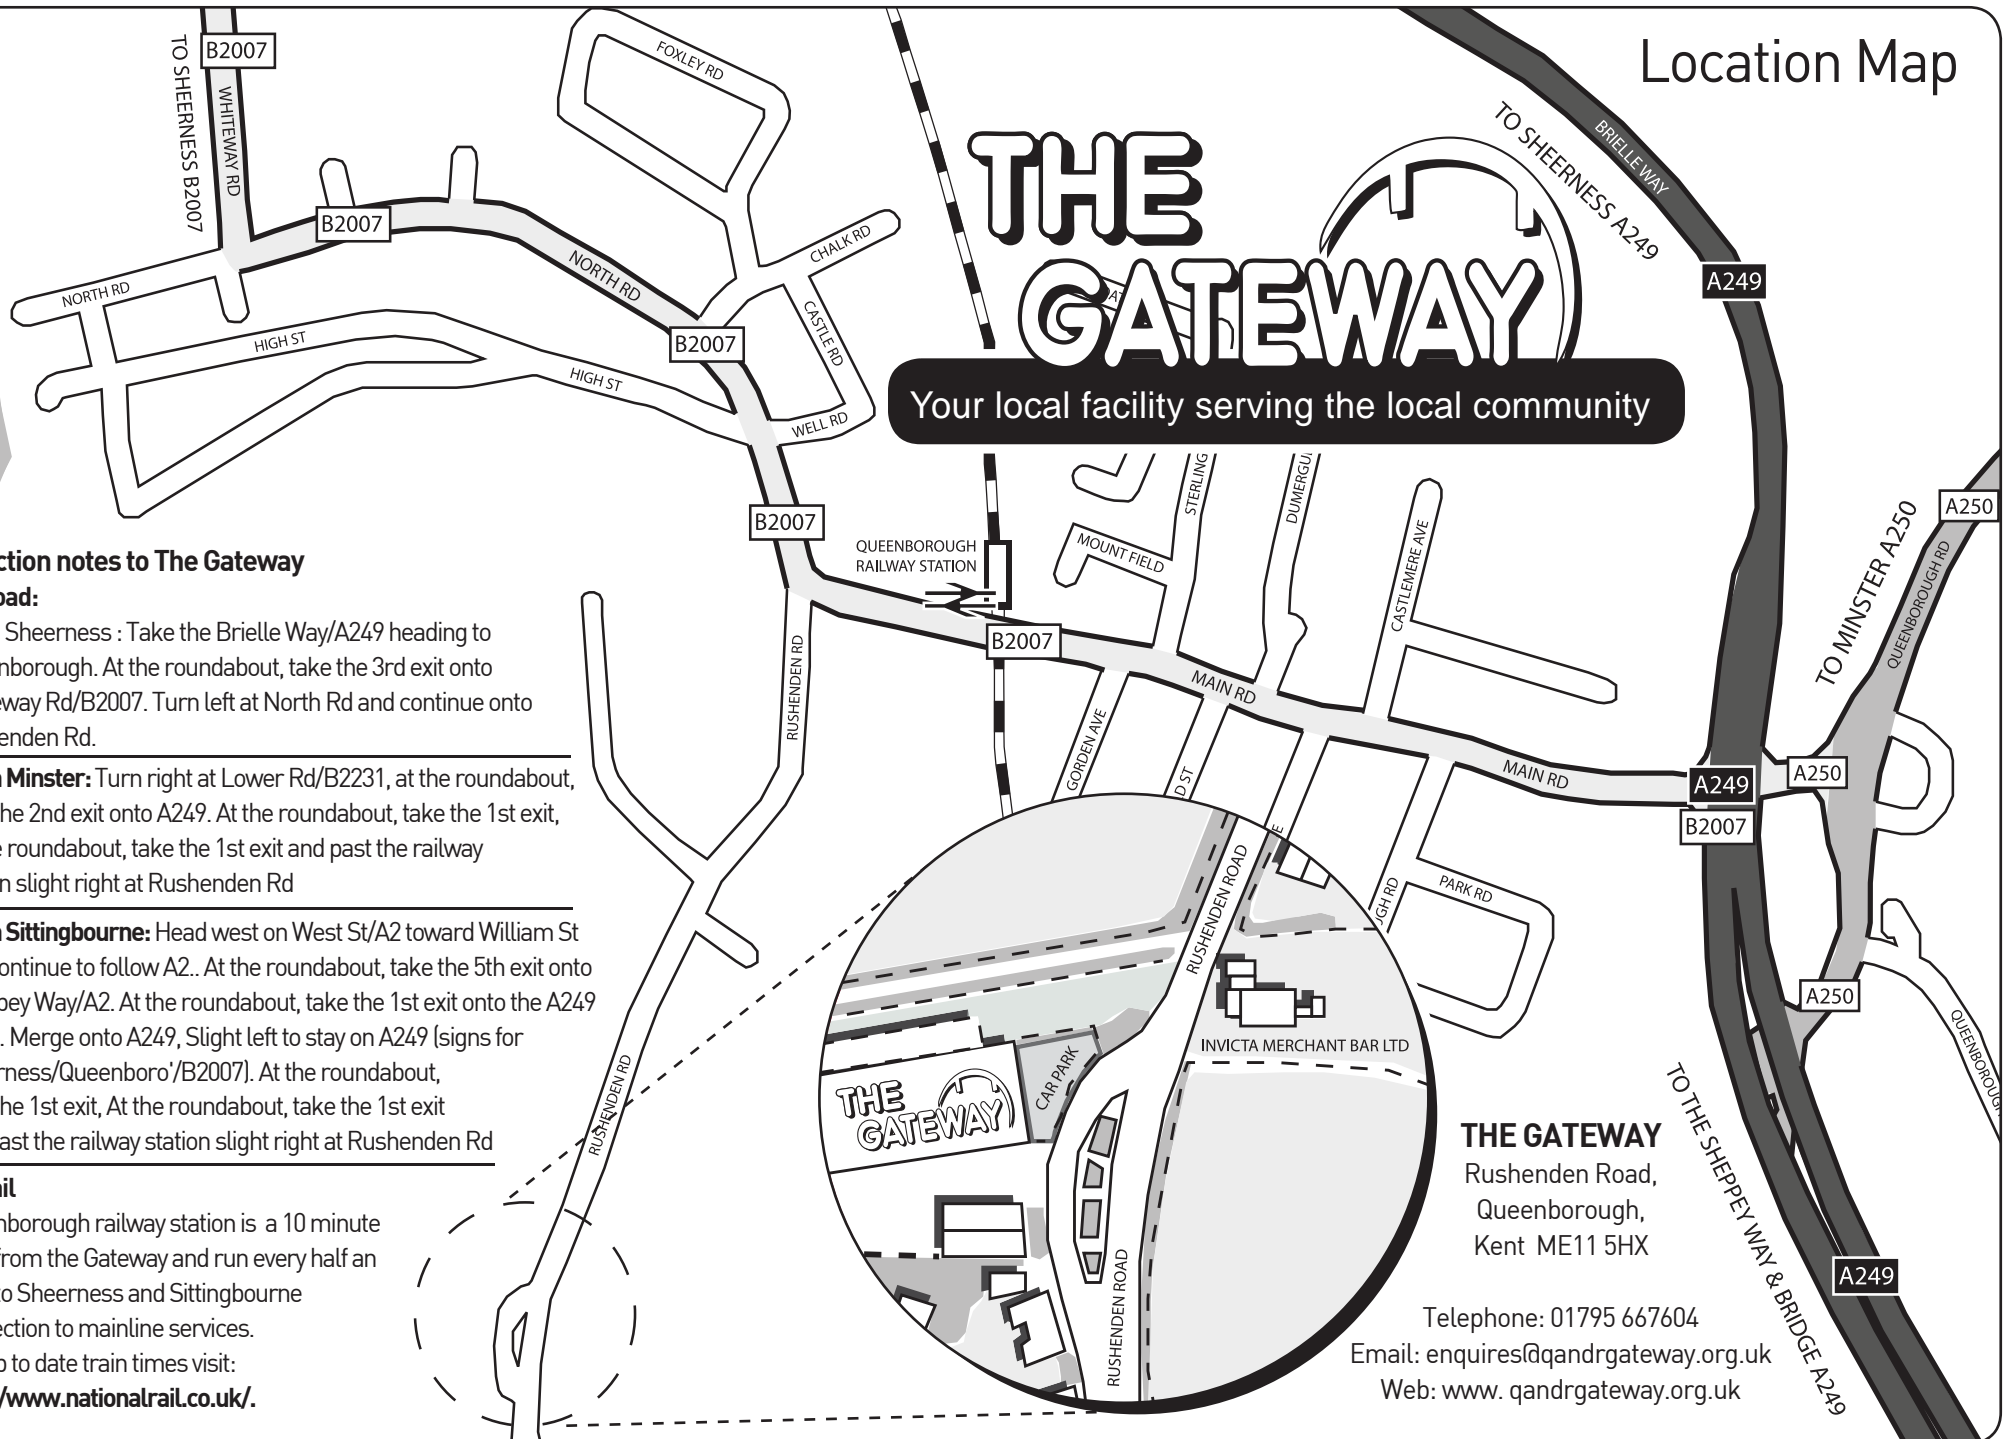 Location Map
B2007
TO SHEERNESS B2007
WHITEWAY RD
B2007
FOXLEY RD
CHALK RD
NORTH RD
NORTH RD
CASTLE RD
HIGH ST
HIGH ST
B2007
WELL RD
B2007
TO SHEERNESS A249
BRIELLE WAY
A249
THE
GATEWAY
Your local facility serving the local community
QUEENBOROUGH
RAILWAY STATION
B2007
MOUNT FIELD
STERLING
DUMERGU
CASTLEMERE AVE
MAIN RD
MAIN RD
GORDEN AVE
D ST
E
UGH RD
PARK RD
A249
B2007
A250
A250
A250
TO MINSTER A250
QUEENBOROUGH RD
QUEENBOROUGH
RUSHENDEN RD
RUSHENDEN RD
ction notes to The Gateway
oad:
Sheerness : Take the Brielle Way/A249 heading to
nborough. At the roundabout, take the 3rd exit onto
eway Rd/B2007. Turn left at North Rd and continue onto
enden Rd.
Minster: Turn right at Lower Rd/B2231, at the roundabout,
he 2nd exit onto A249. At the roundabout, take the 1st exit,
e roundabout, take the 1st exit and past the railway
n slight right at Rushenden Rd
Sittingbourne: Head west on West St/A2 toward William St
ontinue to follow A2.. At the roundabout, take the 5th exit onto
pey Way/A2. At the roundabout, take the 1st exit onto the A249
. Merge onto A249, Slight left to stay on A249 (signs for
rness/Queenboro'/B2007). At the roundabout,
he 1st exit, At the roundabout, take the 1st exit
ast the railway station slight right at Rushenden Rd
ail
nborough railway station is a 10 minute
from the Gateway and run every half an
to Sheerness and Sittingbourne
ection to mainline services.
p to date train times visit:
/www.nationalrail.co.uk/.
RUSHENDEN ROAD
INVICTA MERCHANT BAR LTD
CAR PARK
THE
GATEWAY
RUSHENDEN ROAD
THE GATEWAY
Rushenden Road,
Queenborough,
Kent ME11 5HX
Telephone: 01795 667604
Email: enquires@qandrgateway.org.uk
Web: www. qandrgateway.org.uk
TO THE SHEPPEY WAY & BRIDGE A249
A249